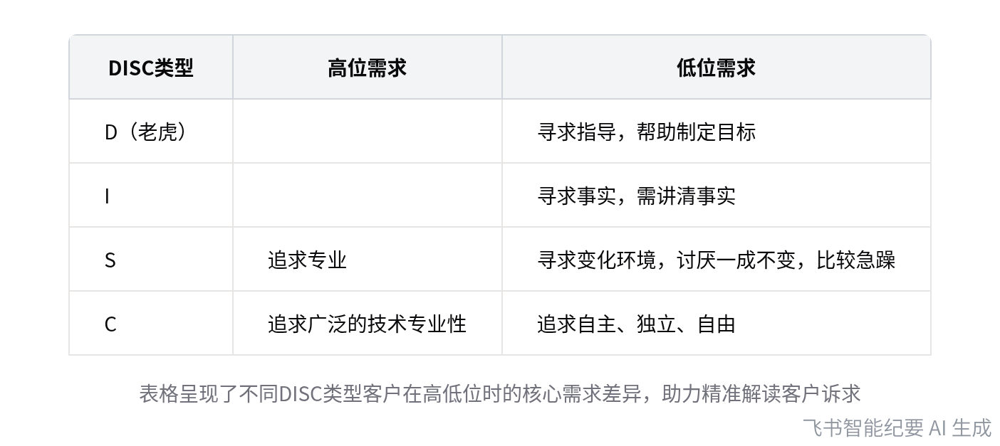 DISC类型 高位需求 低位需求
D（老虎） 寻求指导，帮助制定目标
I 寻求事实，需讲清事实
S 追求专业 寻求变化环境，讨厌一成不变，比较急躁
C 追求广泛的技术专业性 追求自主、独立、自由
表格呈现了不同DISC类型客户在高低位时的核心需求差异，助力精准解读客户诉求
飞书智能纪要 AI 生成